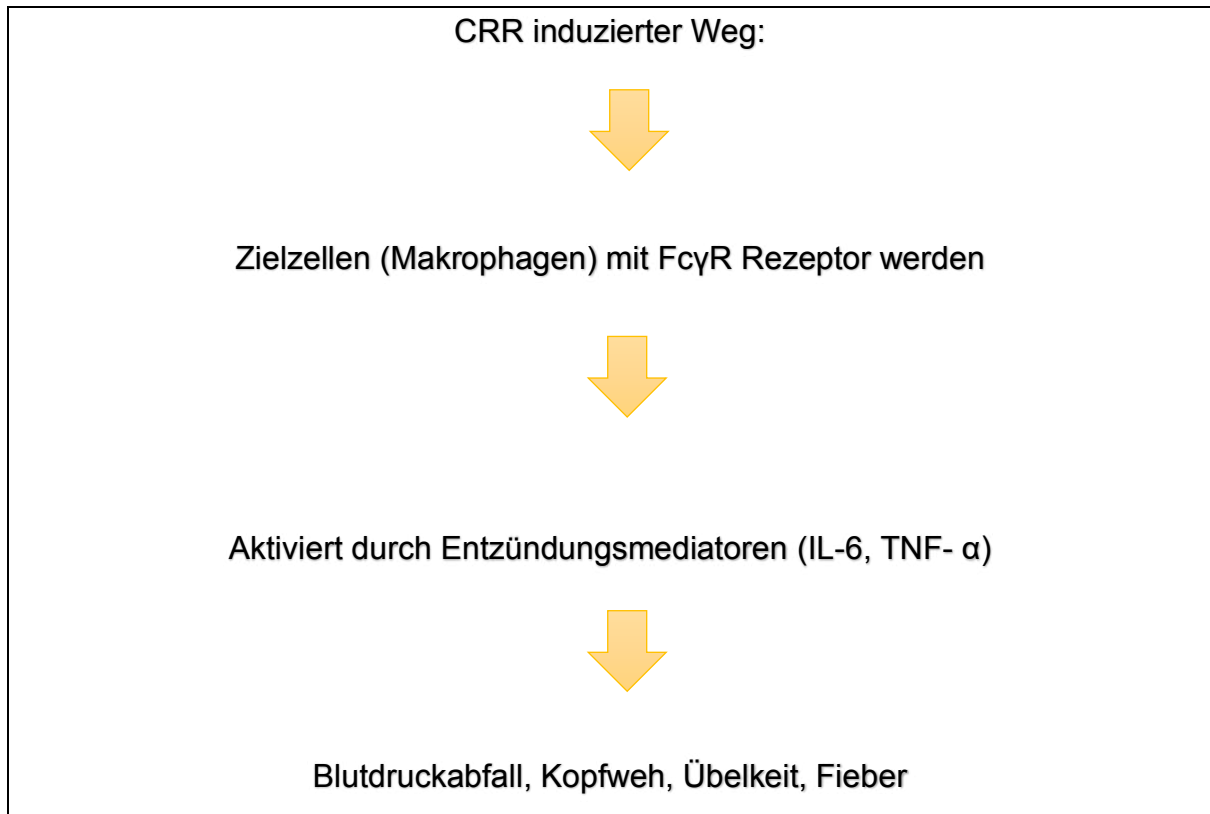 CRR induzierter Weg:
Zielzellen (Makrophagen) mit FcγR Rezeptor werden
Aktiviert durch Entzündungsmediatoren (IL-6, TNF- α)
Blutdruckabfall, Kopfweh, Übelkeit, Fieber